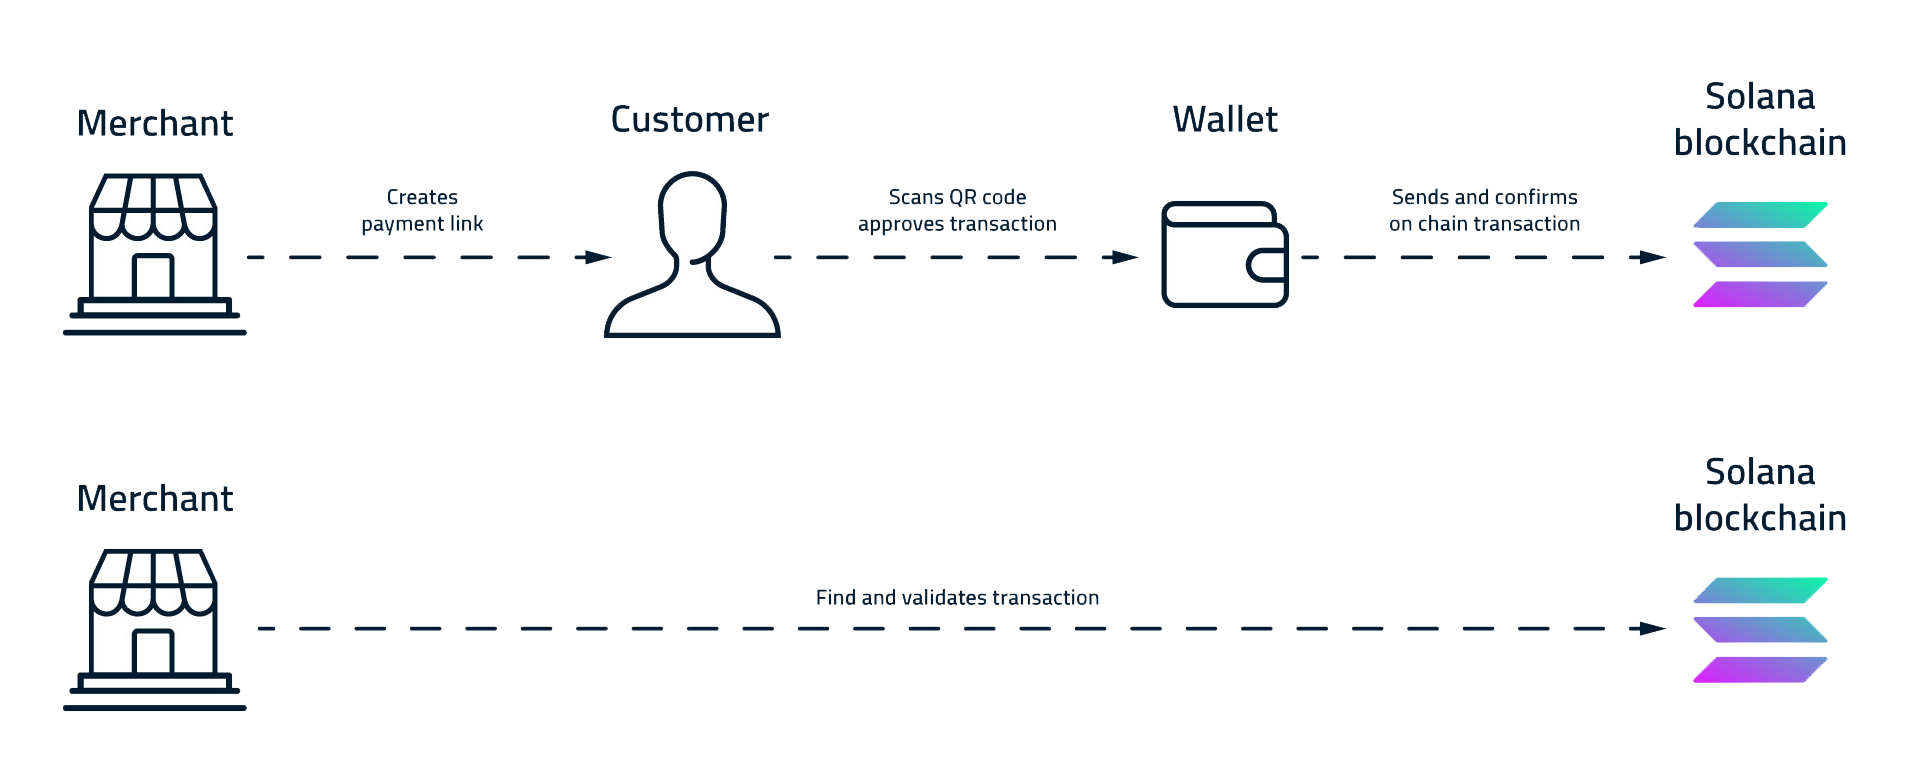 Merchant
Customer
Wallet
Solana
blockchain
Creates
payment link
Scans QR code
approves transaction
Sends and confirms
on chain transaction
Merchant
Solana
blockchain
Find and validates transaction